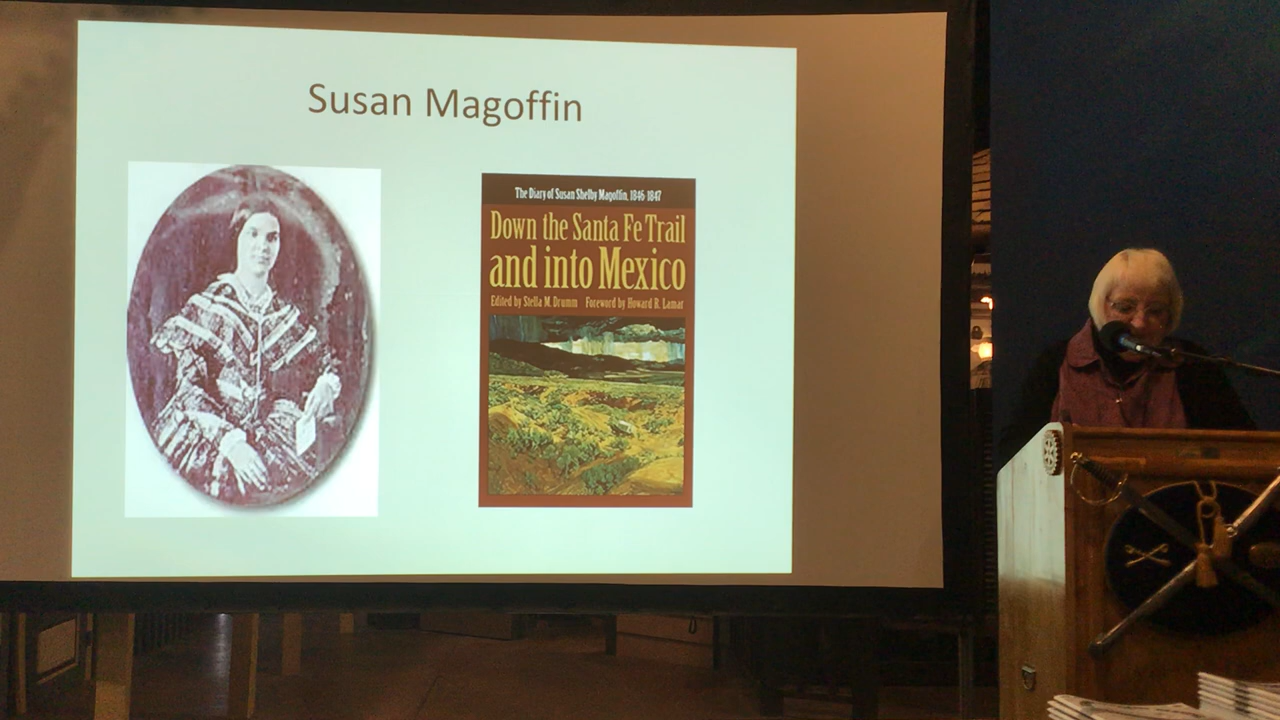 Susan Magoffin
The Diary of Susan Shelby Magoffin, 1846-1847
Down the Santa Fe Trail
and into Mexico
Edited by Stella M. Drumm Foreword by Howard R. Lamar